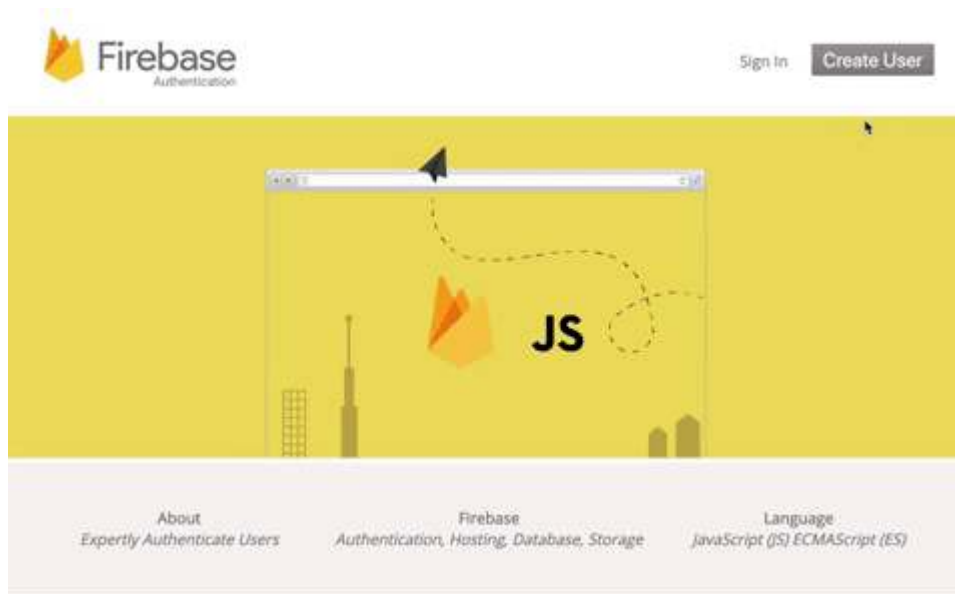 Firebase
Authentication
Sign In
Create User
JS
About
Expertly Authenticate Users
Firebase
Authentication, Hosting, Database, Storage
Language
JavaScript (JS) ECMAScript (ES)